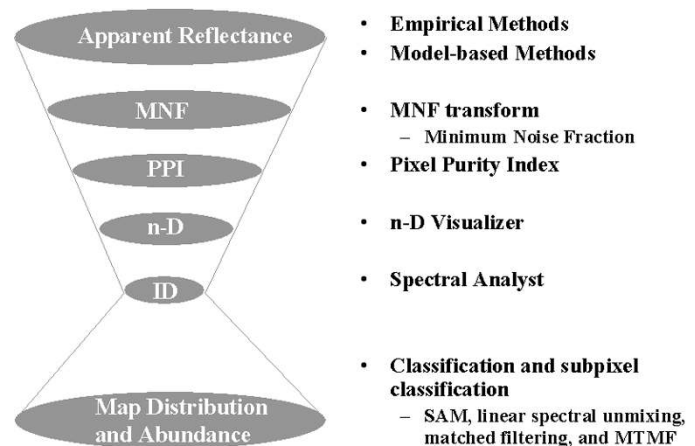 Apparent Reflectance
• Empirical Methods
• Model-based Methods
MNF
• MNF transform
– Minimum Noise Fraction
PPI
• Pixel Purity Index
n-D
• n-D Visualizer
ID
• Spectral Analyst
Map Distribution
and Abundance
• Classification and subpixel
classification
– SAM, linear spectral unmixing,
matched filtering, and MTMF